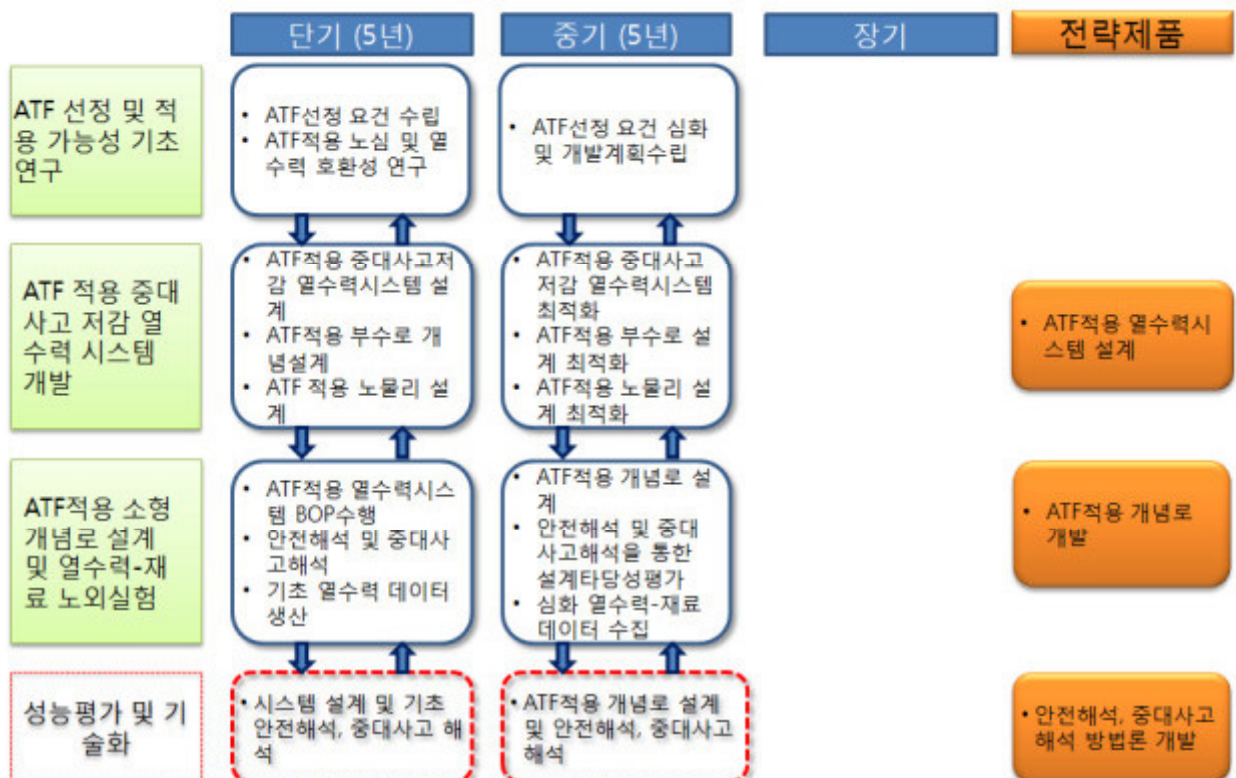 단기 (5년)
중기 (5년)
장기
전략제품
ATF 선정 및 적
용 가능성 기초
연구
• ATF선정 요건 수립
• ATF적용 노심 및 열
수력 호환성 연구
• ATF선정 요건 심화
및 개발계획수립
ATF 적용 중대
사고 저감 열
수력 시스템
개발
• ATF적용 중대사고저
감 열수력시스템 설
계
• ATF적용 부수로 개
념설계
• ATF 적용 노물리 설
계
• ATF적용 중대사고
저감 열수력시스템
최적화
• ATF적용 부수로 설
계 최적화
• ATF적용 노물리 설
계 최적화
• ATF적용 열수력시
스템 설계
ATF적용 소형
개념로 설계
및 열수력-재
료 노외실험
• ATF적용 열수력시스
템 BOP수행
• 안전해석 및 중대사
고해석
• 기초 열수력 데이터
생산
• ATF적용 개념로 설
계
• 안전해석 및 중대
사고해석을 통한
설계타당성평가
• 심화 열수력-재료
데이터 수집
• ATF적용 개념로
개발
성능평가 및 기
술화
• 시스템 설계 및 기초
안전해석, 중대사고 해
석
• ATF적용 개념로 설계
및 안전해석, 중대사고
해석
• 안전해석, 중대사고
해석 방법론 개발